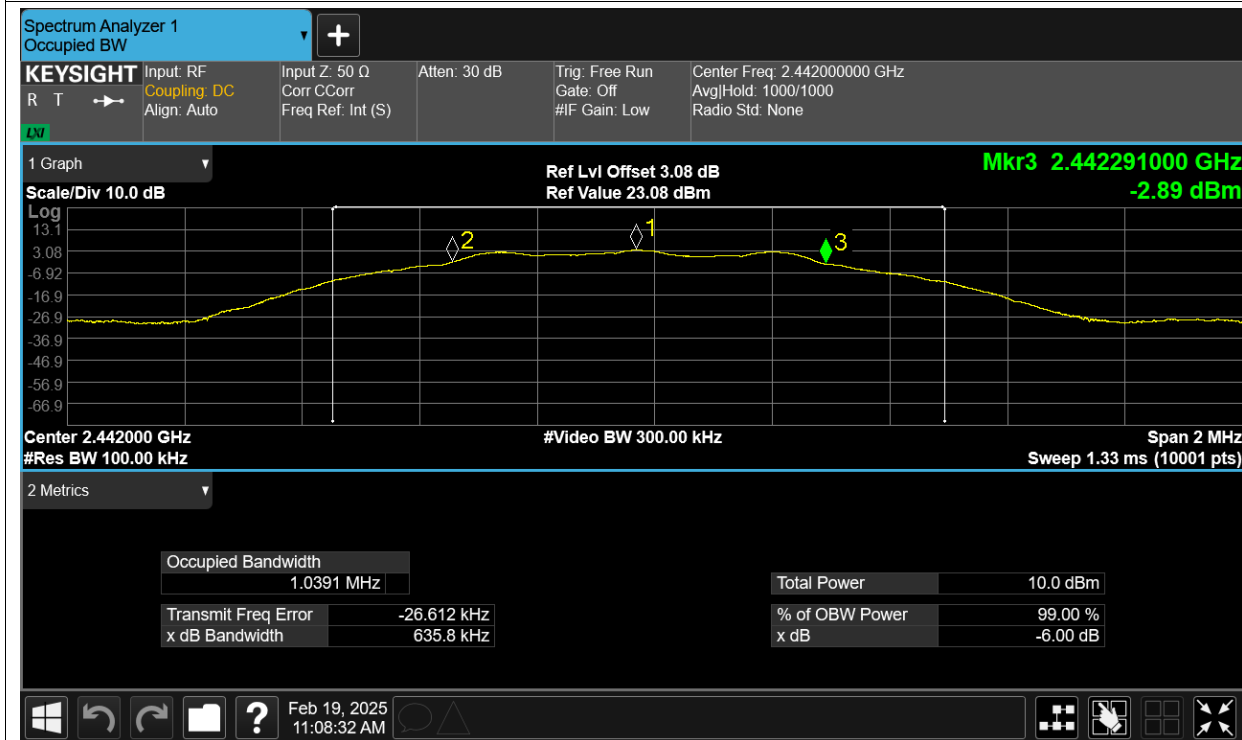 Spectrum Analyzer 1
Occupied BW
+
KEYSIGHT
R T
LXI
Input: RF
Coupling: DC
Align: Auto
Input Z: 50 Ω
Corr CCorr
Freq Ref: Int (S)
Atten: 30 dB
Trig: Free Run
Gate: Off
#IF Gain: Low
Center Freq: 2.442000000 GHz
Avg|Hold: 1000/1000
Radio Std: None
1 Graph
Scale/Div 10.0 dB
Ref Lvl Offset 3.08 dB
Ref Value 23.08 dBm
Mkr3 2.442291000 GHz
-2.89 dBm
Log
13.1
3.08
-6.92
-16.9
-26.9
-36.9
-46.9
-56.9
-66.9
2
1
3
Center 2.442000 GHz
#Res BW 100.00 kHz
#Video BW 300.00 kHz
Span 2 MHz
Sweep 1.33 ms (10001 pts)
2 Metrics
Occupied Bandwidth
1.0391 MHz
Transmit Freq Error -26.612 kHz
x dB Bandwidth 635.8 kHz
Total Power 10.0 dBm
% of OBW Power 99.00 %
x dB -6.00 dB
?
Feb 19, 2025
11:08:32 AM